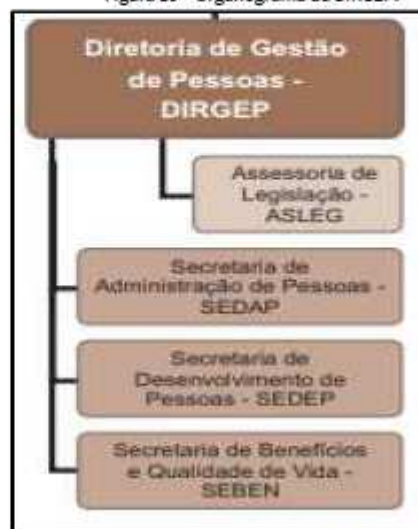 Diretoria de Gestão
de Pessoas -
DIRGEP
Assessoria de
Legislação -
ASLEG
Secretaria de
Administração de Pessoas -
SEDAP
Secretaria de
Desenvolvimento de
Pessoas - SEDEP
Secretaria de Benefícios
e Qualidade de Vida -
SEBEN